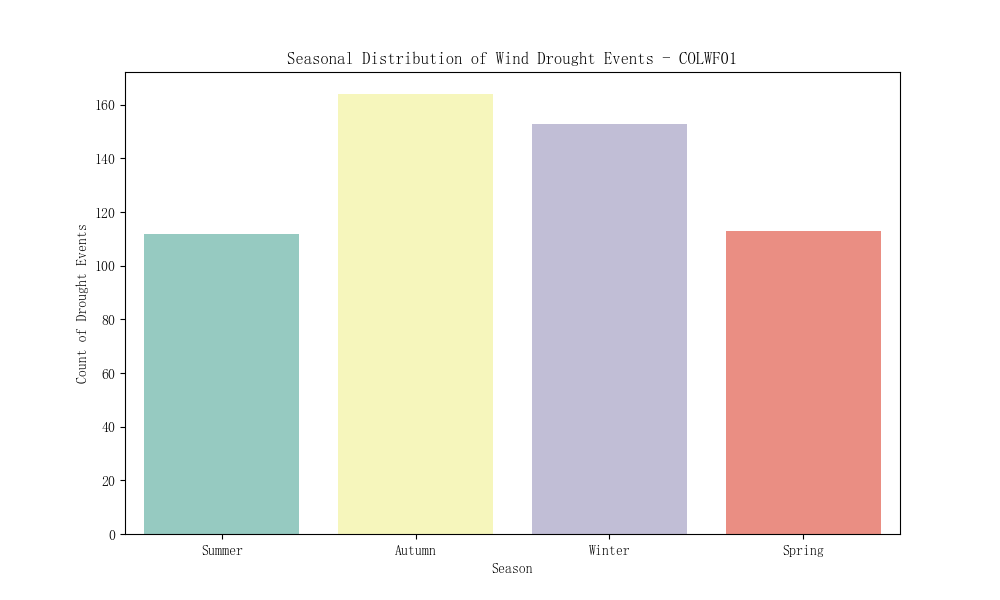 Seasonal Distribution of Wind Drought Events - COLWF01
Count of Drought Events
160
140
120
100
80
60
40
20
0
Summer
Autumn
Winter
Spring
Season